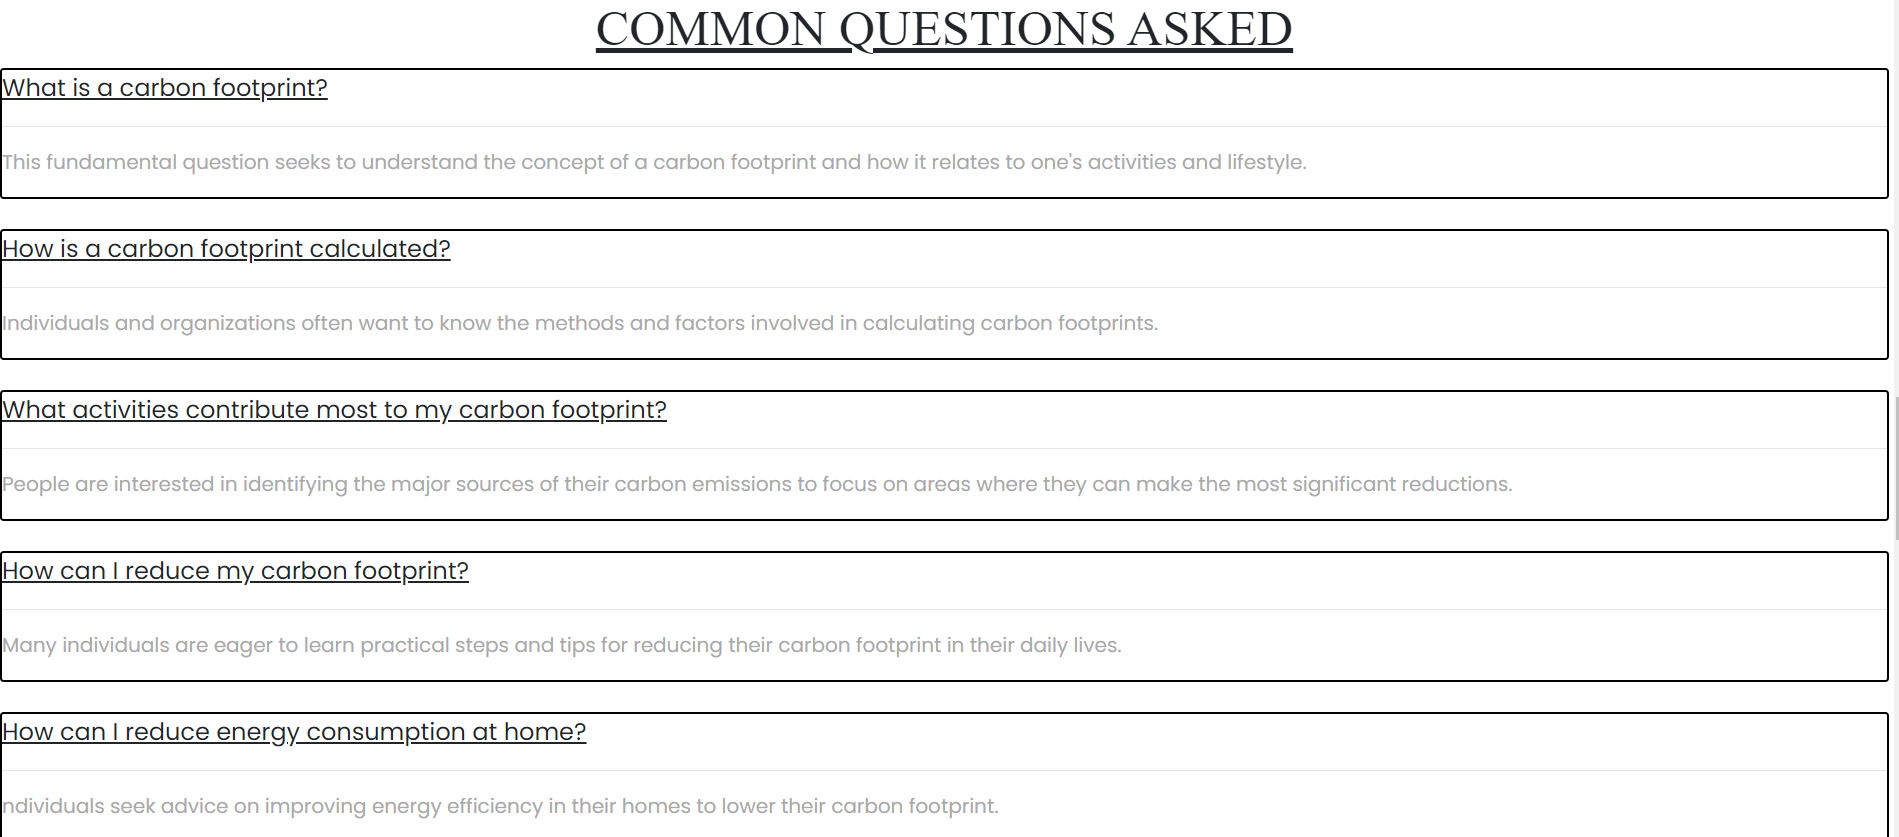 COMMON QUESTIONS ASKED
What is a carbon footprint?
This fundamental question seeks to understand the concept of a carbon footprint and how it relates to one's activities and lifestyle.
How is a carbon footprint calculated?
Individuals and organizations often want to know the methods and factors involved in calculating carbon footprints.
What activities contribute most to my carbon footprint?
People are interested in identifying the major sources of their carbon emissions to focus on areas where they can make the most significant reductions.
How can I reduce my carbon footprint?
Many individuals are eager to learn practical steps and tips for reducing their carbon footprint in their daily lives.
How can I reduce energy consumption at home?
ndividuals seek advice on improving energy efficiency in their homes to lower their carbon footprint.